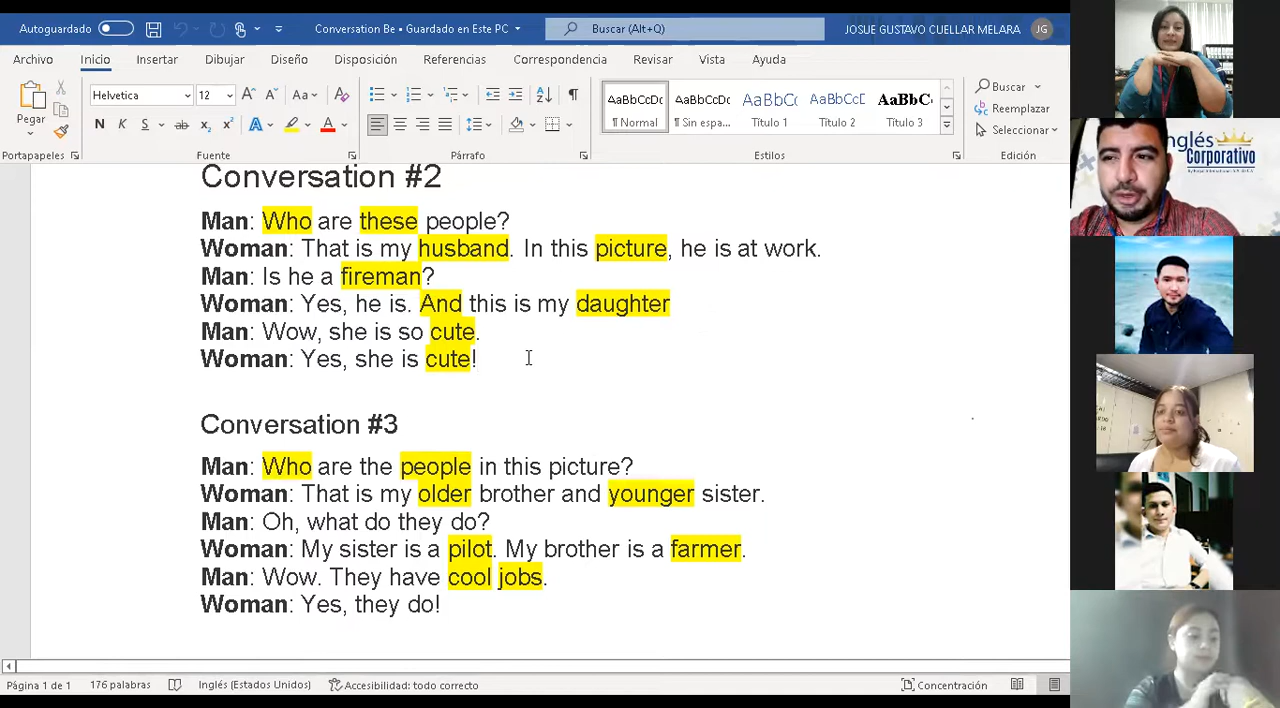 Autoguardado
Conversation Be • Guardado en Este PC
Buscar (Alt+Q)
JOSUE GUSTAVO CUELLAR MELARA
JG
Archivo
Inicio
Insertar
Dibujar
Diseño
Disposición
Referencias
Correspondencia
Revisar
Vista
Ayuda
Pegar
Helvetica
12
AaBbCcDc
¶ Normal
AaBbCcDc
¶ Sin espa...
AaBbCc
Título 1
AaBbCcD
Título 2
AaBbC
Título 3
Buscar
Reemplazar
Seleccionar
Portapapeles
Fuente
Párrafo
Estilos
Edición
Conversation #2
Man: Who are these people?
Woman: That is my husband. In this picture, he is at work.
Man: Is he a fireman?
Woman: Yes, he is. And this is my daughter
Man: Wow, she is so cute.
Woman: Yes, she is cute!
Conversation #3
Man: Who are the people in this picture?
Woman: That is my older brother and younger sister.
Man: Oh, what do they do?
Woman: My sister is a pilot. My brother is a farmer.
Man: Wow. They have cool jobs.
Woman: Yes, they do!
Página 1 de 1
176 palabras
Inglés (Estados Unidos)
Accesibilidad: todo correcto
Concentración
Corporativo